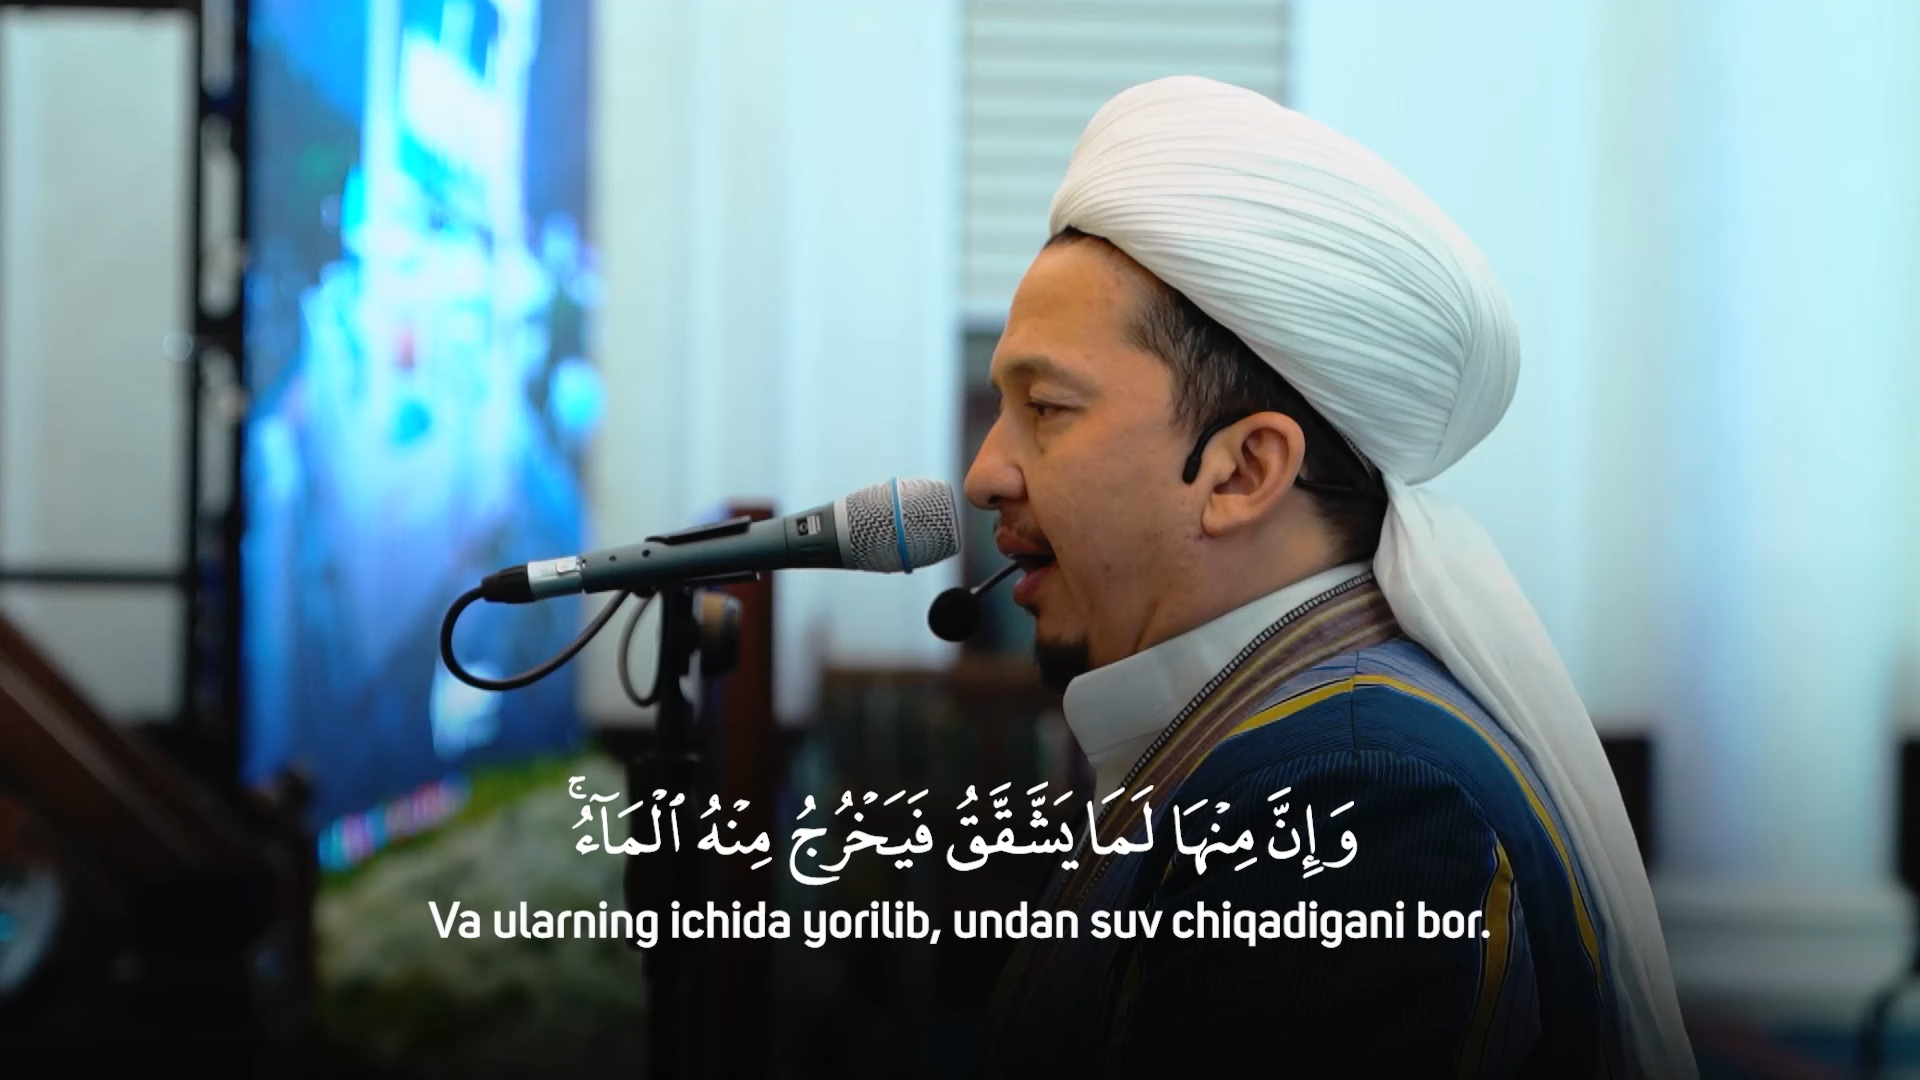 وَإِنَّ مِنْهَا لَمَا يَشَّقَّقُ فَيَخْرُجُ مِنْهُ ٱلْمَآءُ ۚ
Va ularning ichida yorilib, undan suv chiqadigani bor.